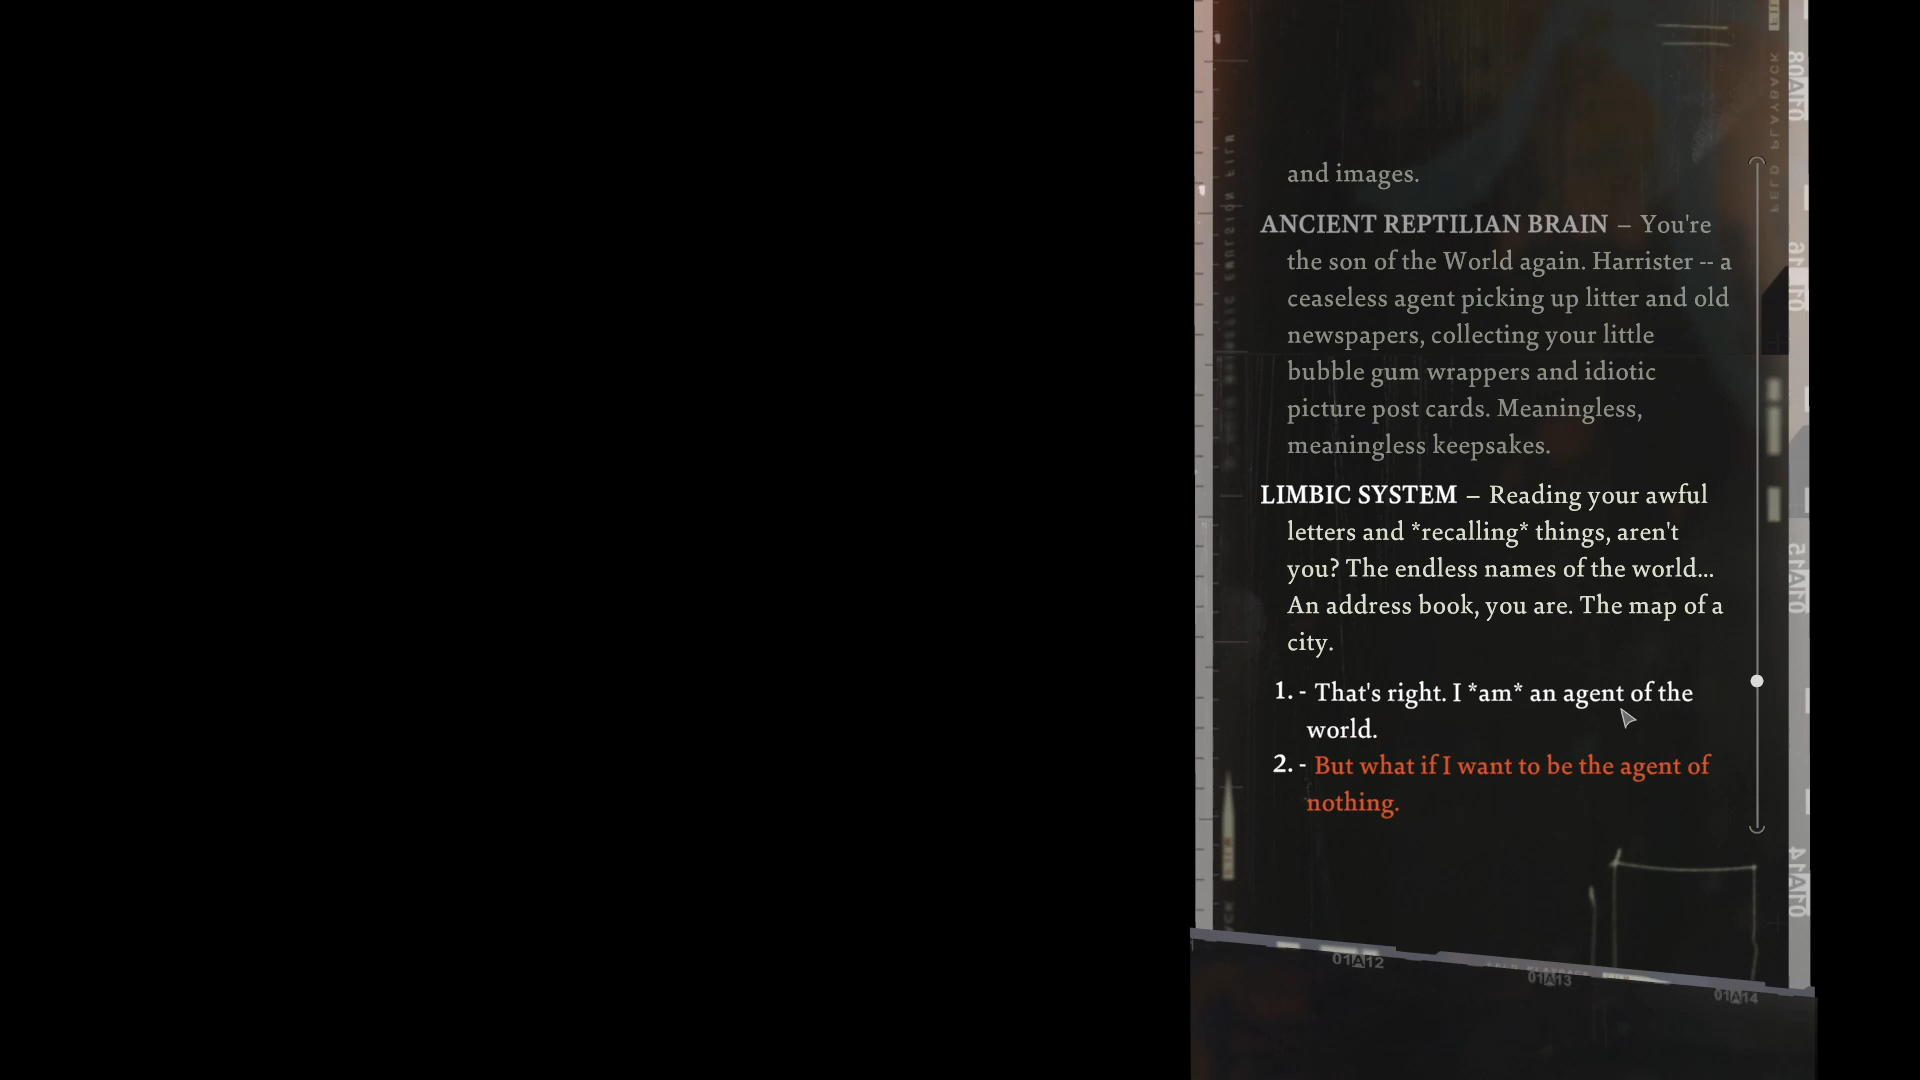 and images.
ANCIENT REPTILIAN BRAIN – You're
the son of the World again. Harrister -- a
ceaseless agent picking up litter and old
newspapers, collecting your little
bubble gum wrappers and idiotic
picture post cards. Meaningless,
meaningless keepsakes.
LIMBIC SYSTEM – Reading your awful
letters and *recalling* things, aren't
you? The endless names of the world...
An address book, you are. The map of a
city.
1. - That's right. I *am* an agent of the
world.
2. - But what if I want to be the agent of
nothing.
FELD PLAYBACK
01A12
01A13
01A14
01A14
01A15